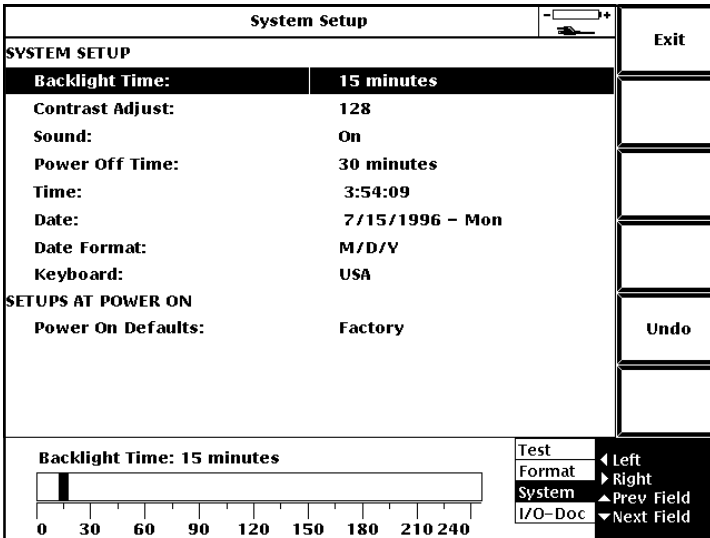 System Setup
- +
Exit
SYSTEM SETUP
Backlight Time: 15 minutes
Contrast Adjust: 128
Sound: On
Power Off Time: 30 minutes
Time: 3:54:09
Date: 7/15/1996 – Mon
Date Format: M/D/Y
Keyboard: USA
SETUPS AT POWER ON
Power On Defaults: Factory
Undo
Backlight Time: 15 minutes
0 30 60 90 120 150 180 210 240
Test
Format
System
I/O-Doc
Left
Right
Prev Field
Next Field